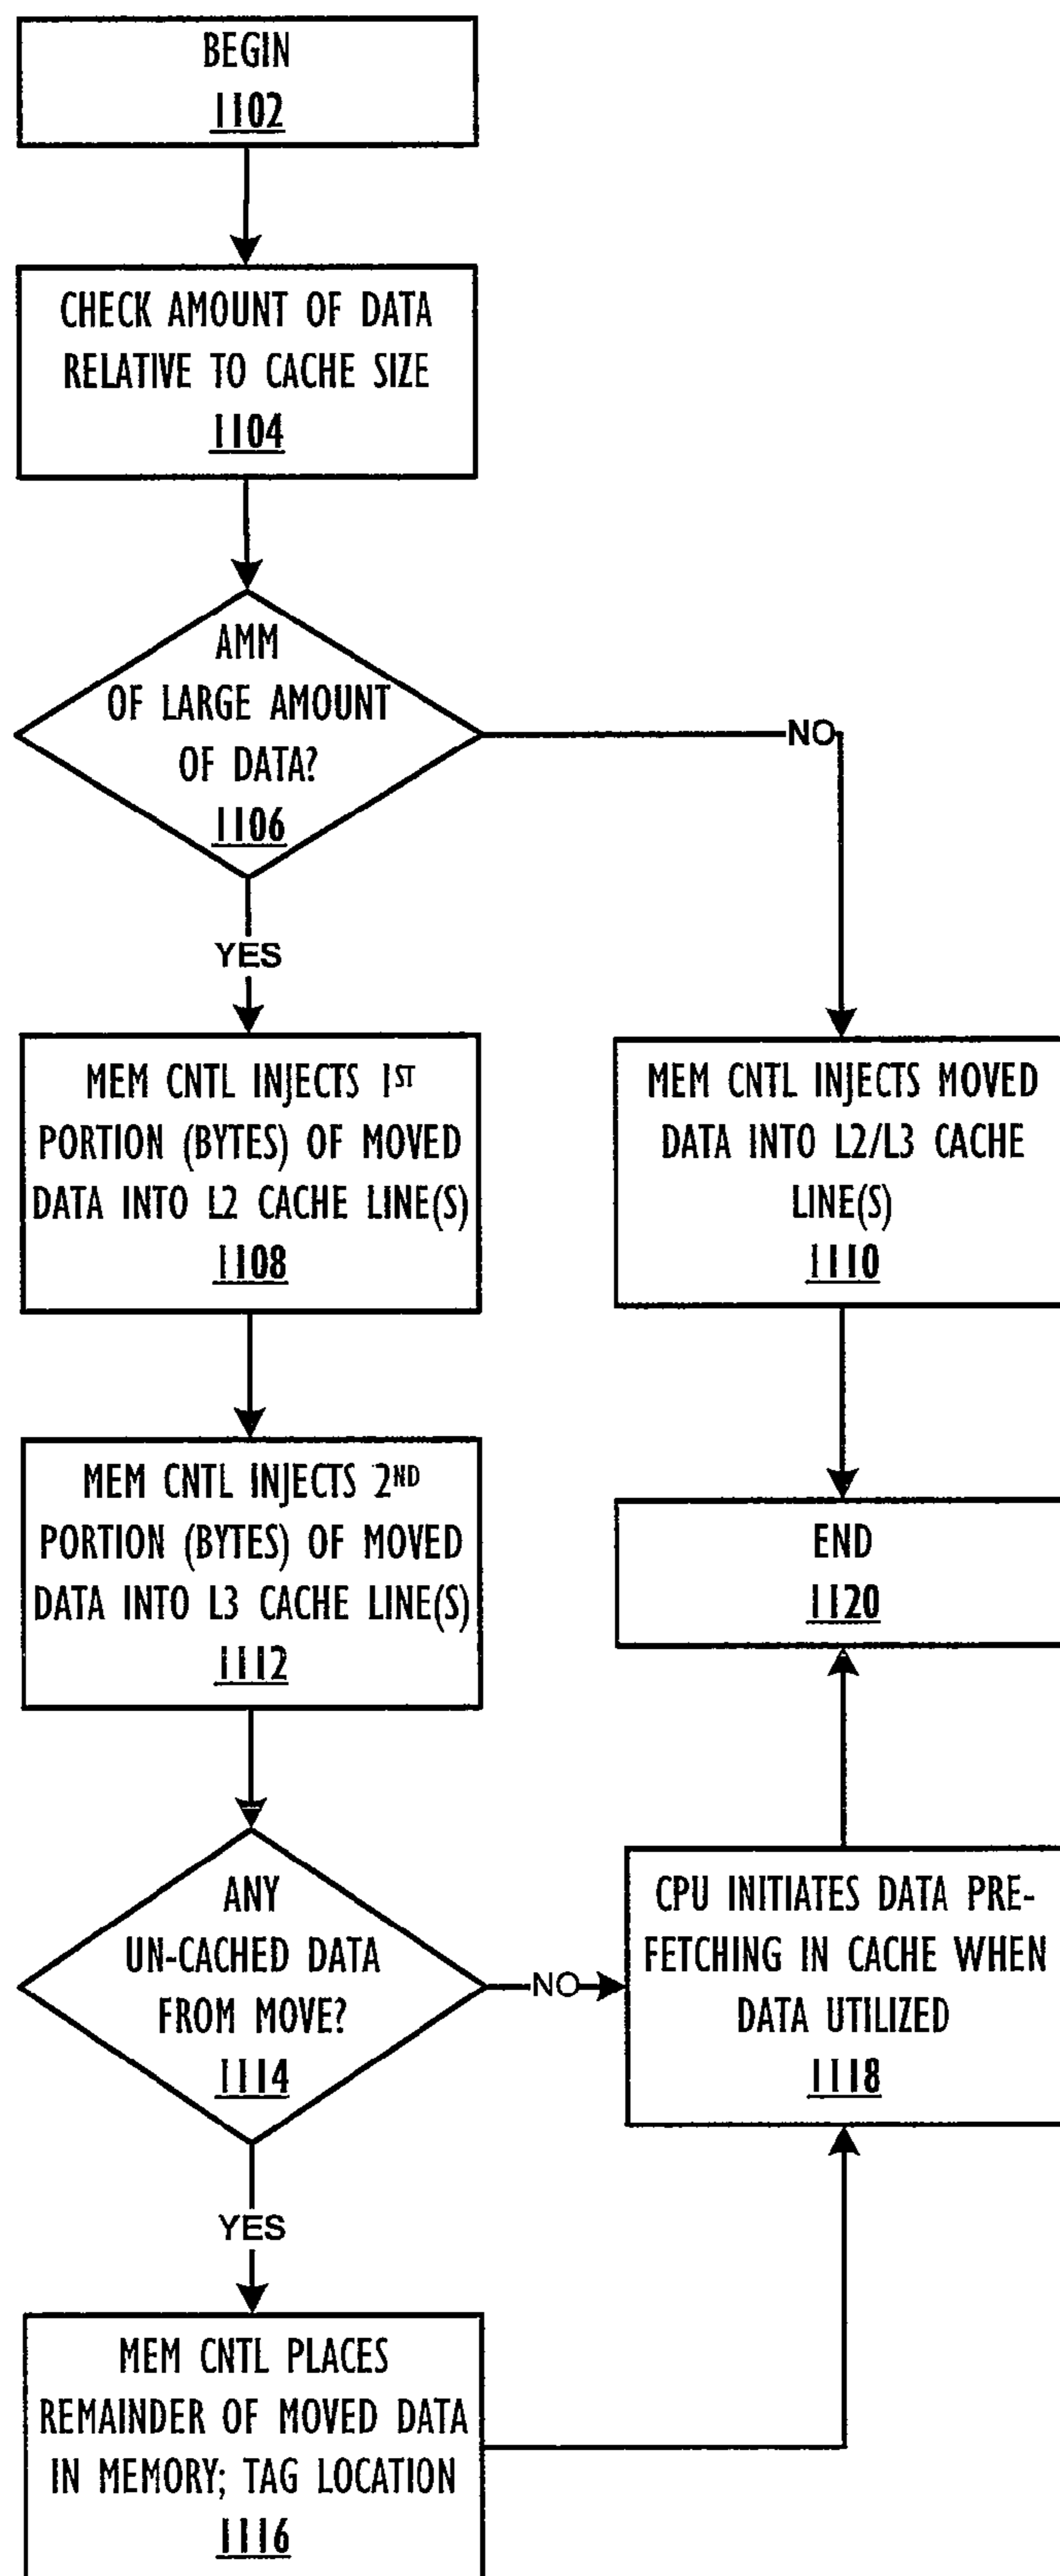 BEGIN
1102
CHECK AMOUNT OF DATA
RELATIVE TO CACHE SIZE
1104
AMM
OF LARGE AMOUNT
OF DATA?
1106
NO
YES
MEM CNTL INJECTS 1ST
PORTION (BYTES) OF MOVED
DATA INTO L2 CACHE LINE(S)
1108
MEM CNTL INJECTS MOVED
DATA INTO L2/L3 CACHE
LINE(S)
1110
MEM CNTL INJECTS 2ND
PORTION (BYTES) OF MOVED
DATA INTO L3 CACHE LINE(S)
1112
END
1120
ANY
UN-CACHED DATA
FROM MOVE?
1114
NO
CPU INITIATES DATA PRE-
FETCHING IN CACHE WHEN
DATA UTILIZED
1118
YES
MEM CNTL PLACES
REMAINDER OF MOVED DATA
IN MEMORY; TAG LOCATION
1116